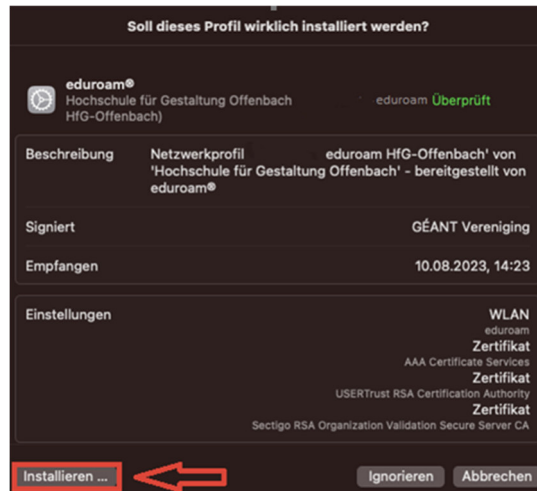 Soll dieses Profil wirklich installiert werden?
eduroam®
Hochschule für Gestaltung Offenbach eduroam Überprüft
HfG-Offenbach)
Beschreibung Netzwerkprofil eduroam HfG-Offenbach' von
'Hochschule für Gestaltung Offenbach' - bereitgestellt von
eduroam®
Signiert GÉANT Vereniging
Empfangen 10.08.2023, 14:23
Einstellungen WLAN
eduroam
Zertifikat
AAA Certificate Services
Zertifikat
USERTrust RSA Certification Authority
Zertifikat
Sectigo RSA Organization Validation Secure Server CA
Installieren ... Ignorieren Abbrechen